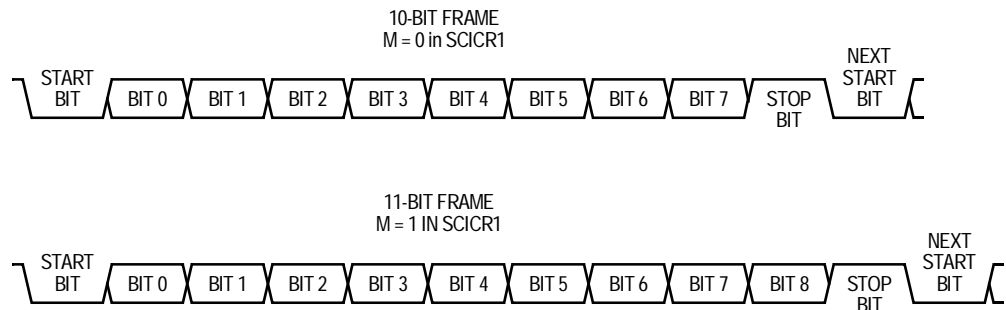 10-BIT FRAME
M = 0 in SCICR1
START
BIT
BIT 0
BIT 1
BIT 2
BIT 3
BIT 4
BIT 5
BIT 6
BIT 7
STOP
BIT
NEXT
START
BIT
11-BIT FRAME
M = 1 IN SCICR1
START
BIT
BIT 0
BIT 1
BIT 2
BIT 3
BIT 4
BIT 5
BIT 6
BIT 7
BIT 8
STOP
BIT
NEXT
START
BIT